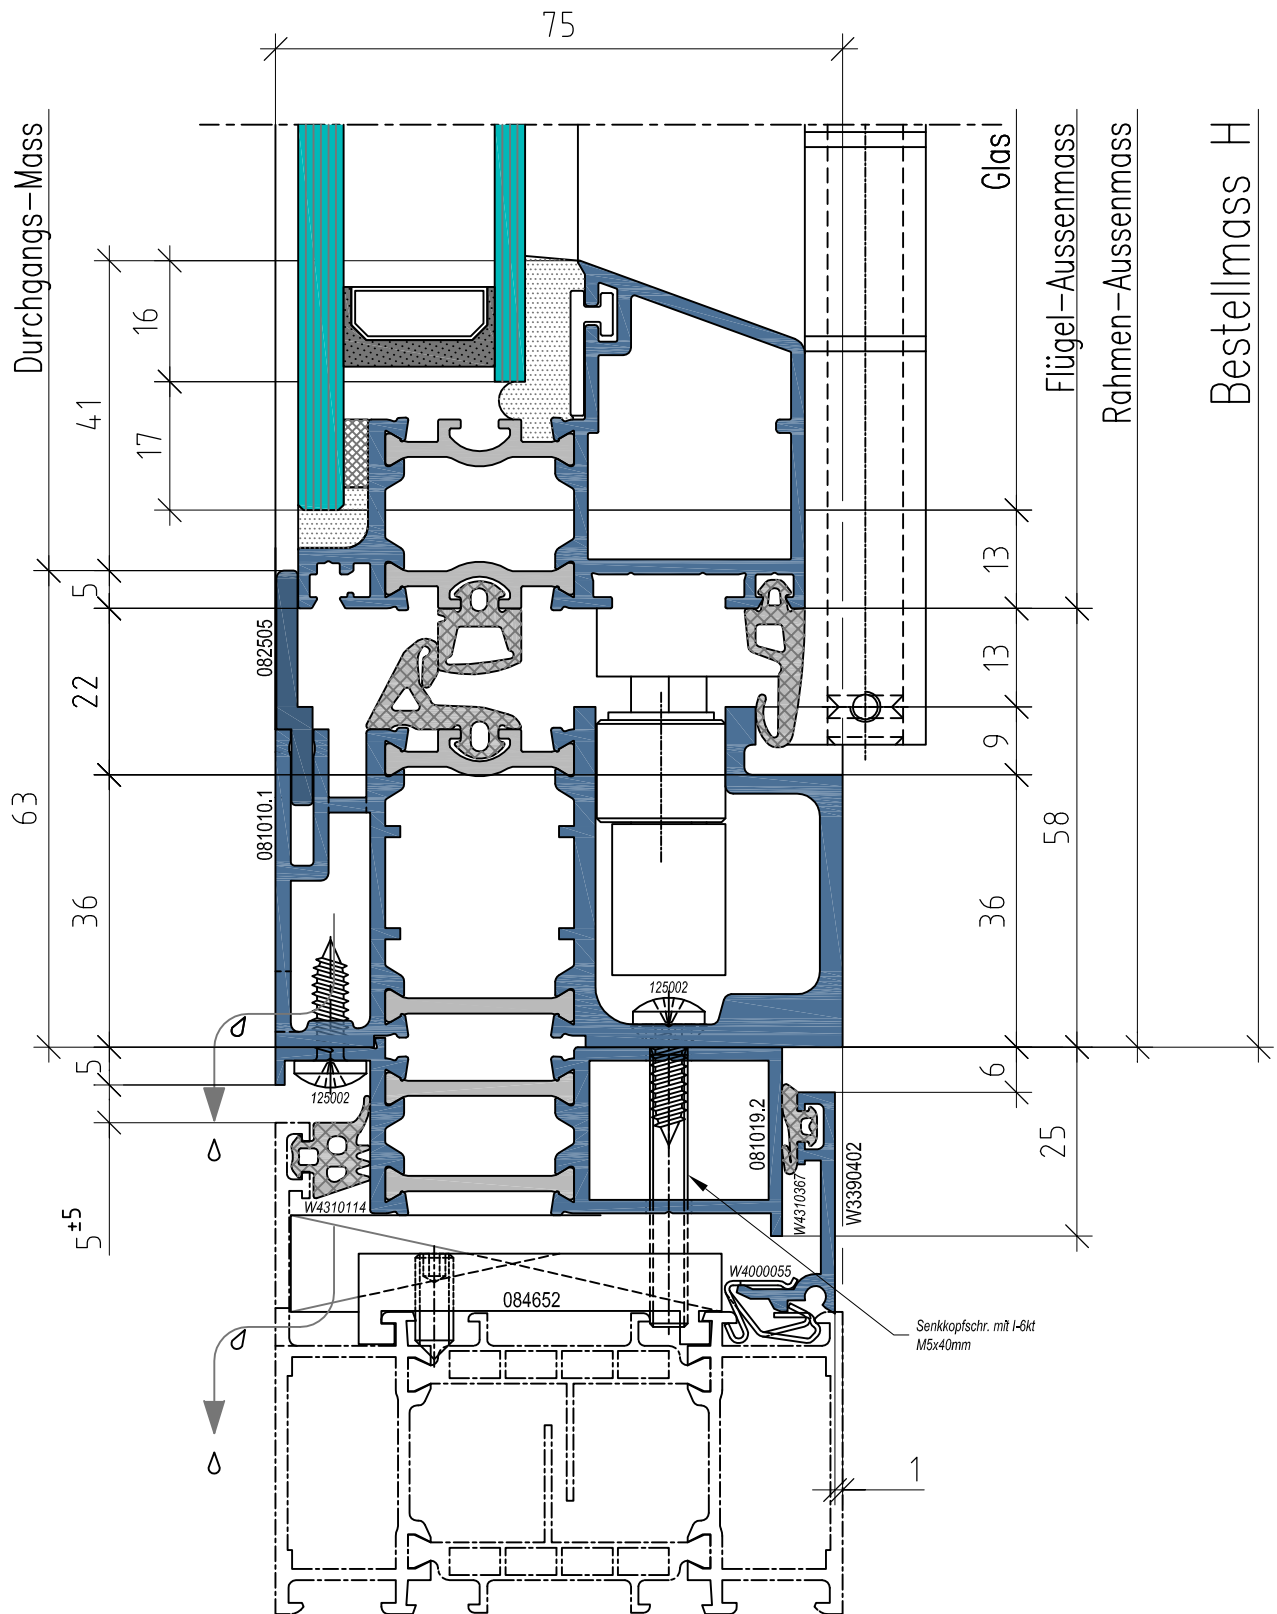 75
Durchgangs-Mass
Glas
Flügel-Aussenmass
Rahmen-Aussenmass
Bestellmass H
16
41
17
5
13
082505
22
13
9
63
081010.1
58
36
36
125002
5
6
125002
081019.2
25
W4310114
W4310367
W3390402
5±5
W4000055
084652
Senkkopfschr. mit I-6kt
M5x40mm
1